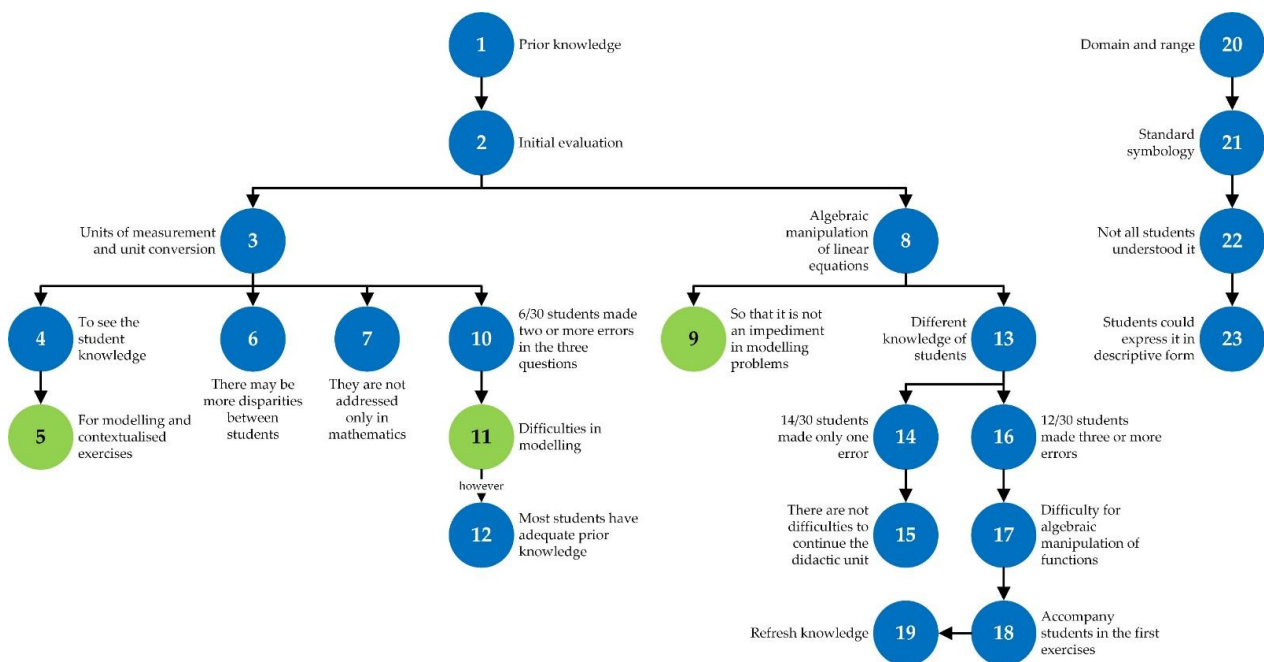 1 Prior knowledge
Domain and range 20
2 Initial evaluation
Standard
symbology 21
Units of measurement
and unit conversion 3
Algebraic
manipulation
of linear
equations 8
Not all students
understood it 22
4 To see the
student
knowledge
6
There may be
more disparities
between
students
7
They are not
addressed only in
mathematics
10 6/30 students made
two or more errors
in the three
questions
9 So that it is not
an impediment
in modelling
problems
Different
knowledge of
students 13
Students could
express it in
descriptive form 23
5 For modelling and
contextualised
exercises
11 Difficulties in
modelling
14/30 students
made only one
error 14
16 12/30 students
made three or more
errors
however
12 Most students have
adequate prior
knowledge
There are not
difficulties to
continue the
didactic unit 15
17 Difficulty for
algebraic
manipulation of
functions
Refresh knowledge 19
18 Accompany
students in the first
exercises